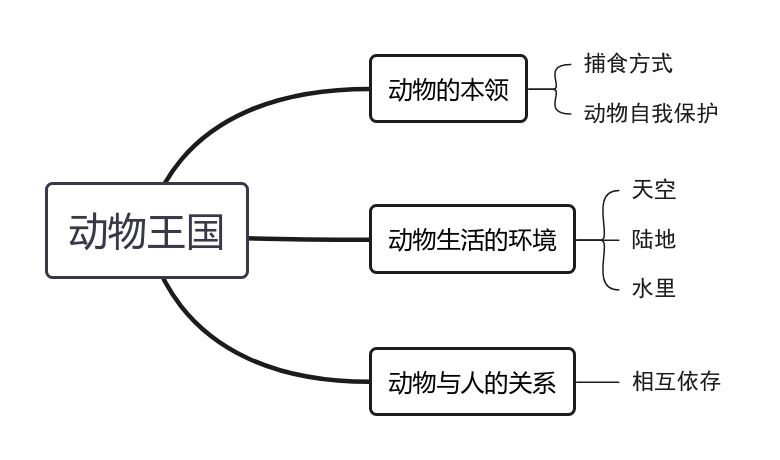 动物王国
动物的本领
捕食方式
动物自我保护
动物生活的环境
天空
陆地
水里
动物与人的关系
相互依存